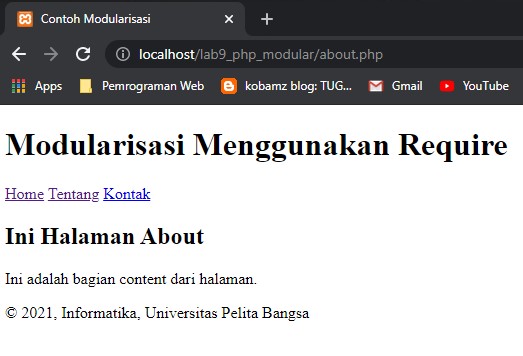 Contoh Modularisasi
localhost/lab9_php_modular/about.php
Apps Pemrograman Web kobamz blog: TUG... Gmail YouTube
Modularisasi Menggunakan Require
Home Tentang Kontak
Ini Halaman About
Ini adalah bagian content dari halaman.
© 2021, Informatika, Universitas Pelita Bangsa